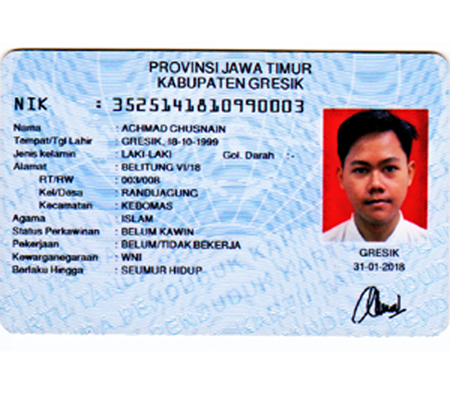 PROVINSI JAWA TIMUR
KABUPATEN GRESIK
NIK : 3525141810990003
Nama : ACHMAD CHUSNAIN
Tempat/Tgl Lahir : GRESIK, 18-10-1999
Jenis kelamin : LAKI-LAKI Gol. Darah : -
Alamat : BELITUNG VI/18
RT/RW : 003/008
Kel/Desa : RANDUAGUNG
Kecamatan : KEBOMAS
Agama : ISLAM
Status Perkawinan : BELUM KAWIN
Pekerjaan : BELUM/TIDAK BEKERJA
Kewarganegaraan : WNI
Berlaku Hingga : SEUMUR HIDUP
GRESIK
31-01-2018